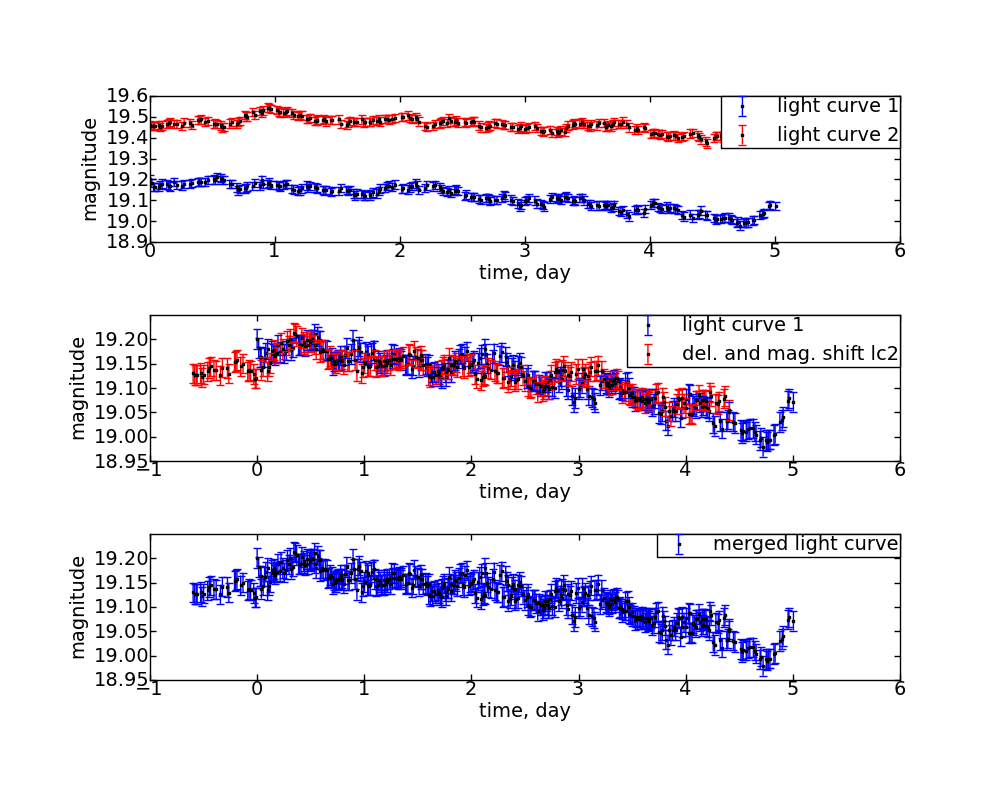 19.6
19.5
19.4
19.3
19.2
19.1
19.0
18.9
magnitude
light curve 1
light curve 2
0 1 2 3 4 5 6
time, day
19.20
19.15
19.10
19.05
19.00
18.95
magnitude
light curve 1
del. and mag. shift lc2
−1 0 1 2 3 4 5 6
time, day
19.20
19.15
19.10
19.05
19.00
18.95
magnitude
merged light curve
−1 0 1 2 3 4 5 6
time, day